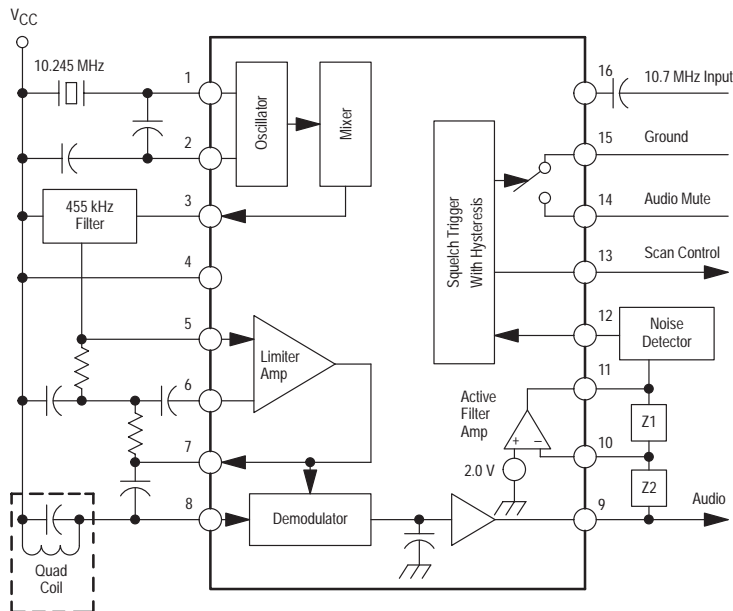 VCC
10.245 MHz
1
16
10.7 MHz Input
Oscillator
Mixer
15
Ground
2
3
14
Audio Mute
455 kHz
Filter
Squelch Trigger
With Hysteresis
13
Scan Control
4
12
Noise
Detector
5
Limiter
Amp
11
6
Active
Filter
Amp
Z1
+
−
10
7
2.0 V
Z2
8
Demodulator
9
Audio
Quad
Coil